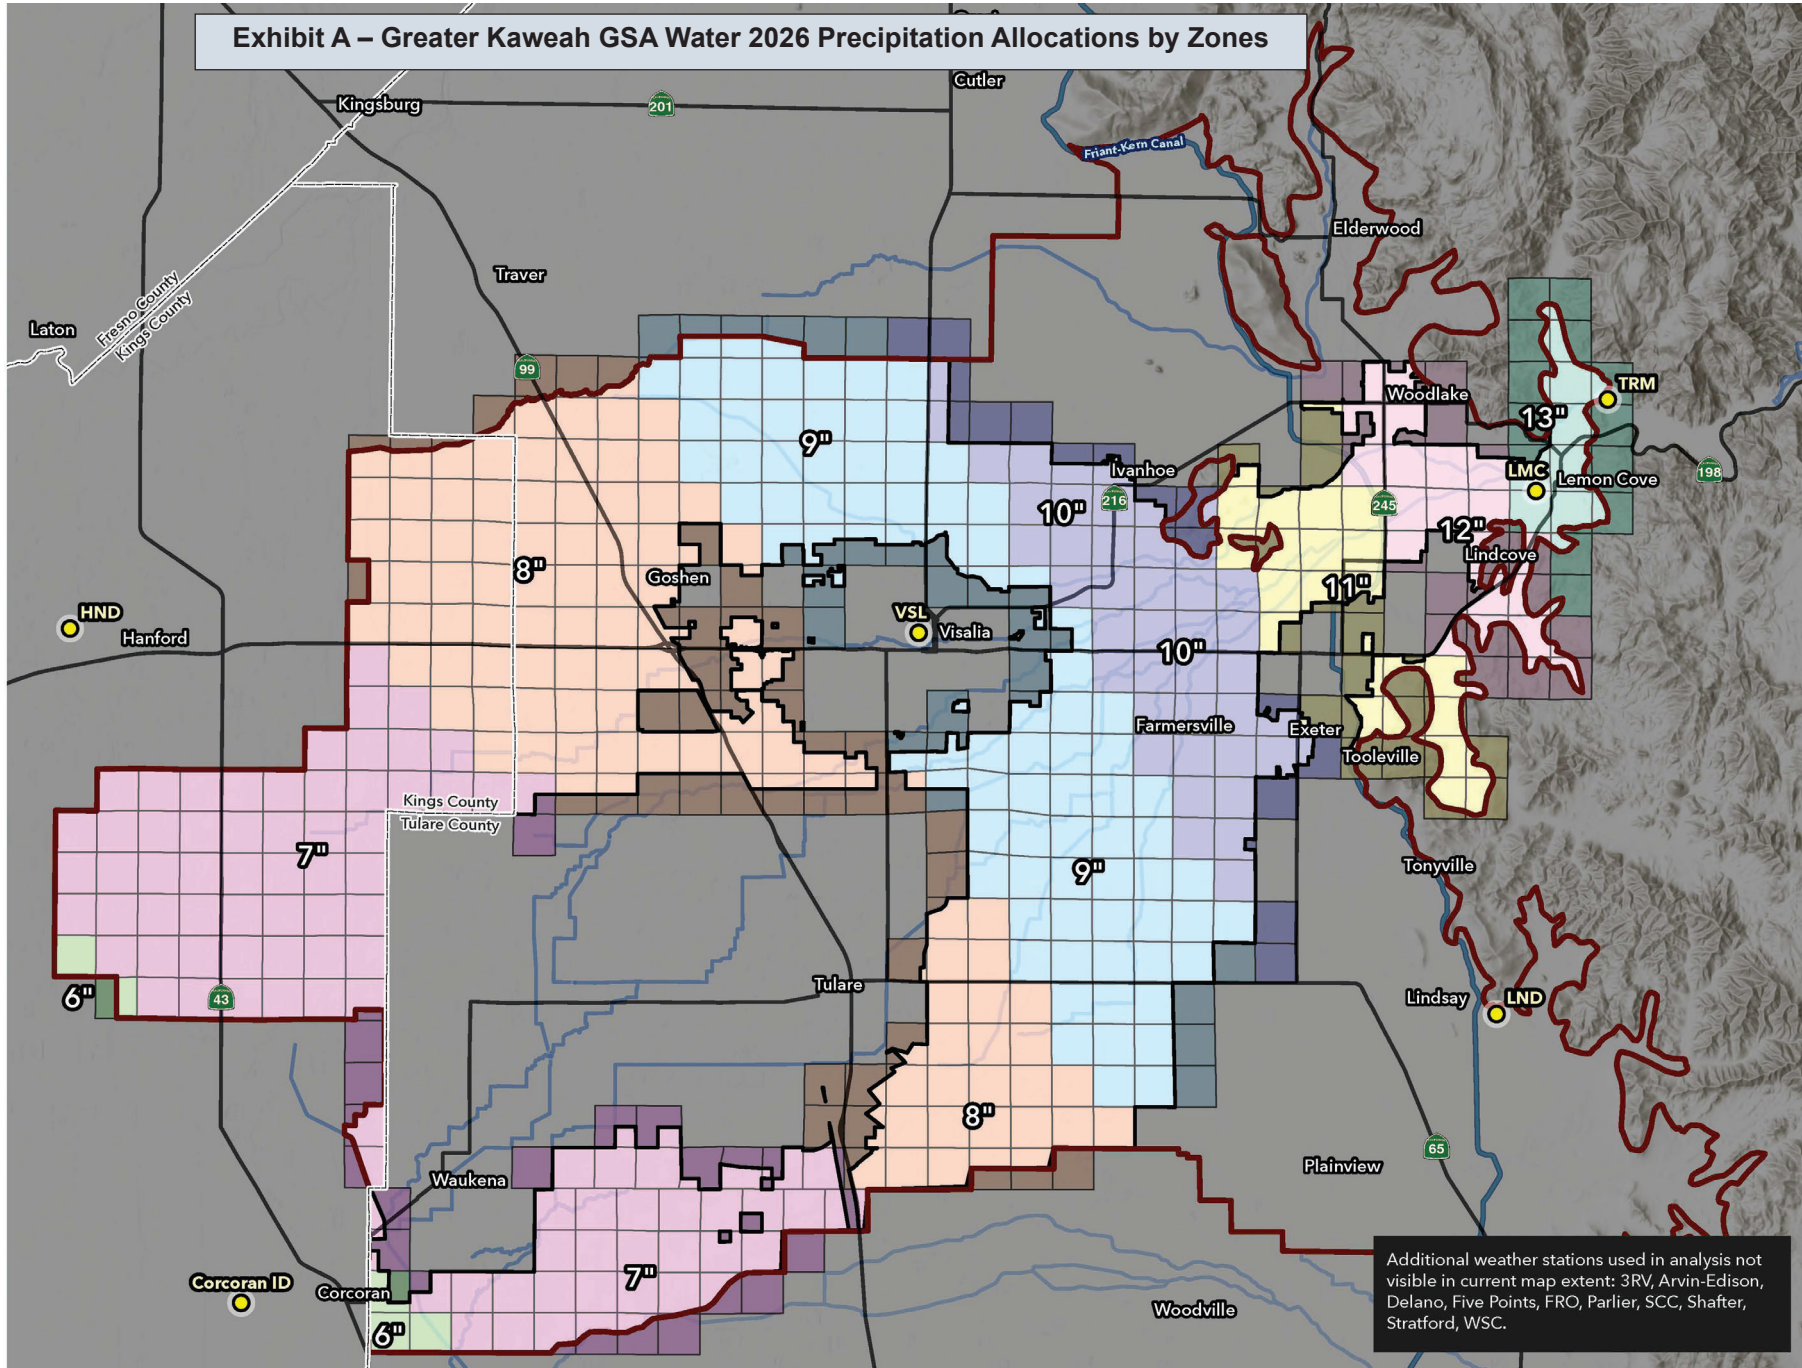 Exhibit A – Greater Kaweah GSA Water 2026 Precipitation Allocations by Zones
Cutler
Kingsburg
201
Friant-Kern Canal
Elderwood
Traver
Fresno County
Kings County
Laton
99
TRM
Woodlake
13"
9"
Ivanhoe
LMC
198
Lemon Cove
216
245
10"
12"
Lindcove
8"
Goshen
11"
HND
VSL
Hanford
Visalia
10"
Farmersville
Exeter
Tooleville
Kings County
Tulare County
7"
9"
Tonyville
Tulare
6"
43
Lindsay
LND
8"
65
Plainview
Waukena
7"
Corcoran ID
Corcoran
Woodville
6"
Additional weather stations used in analysis not
visible in current map extent: 3RV, Arvin-Edison,
Delano, Five Points, FRO, Parlier, SCC, Shafter,
Stratford, WSC.